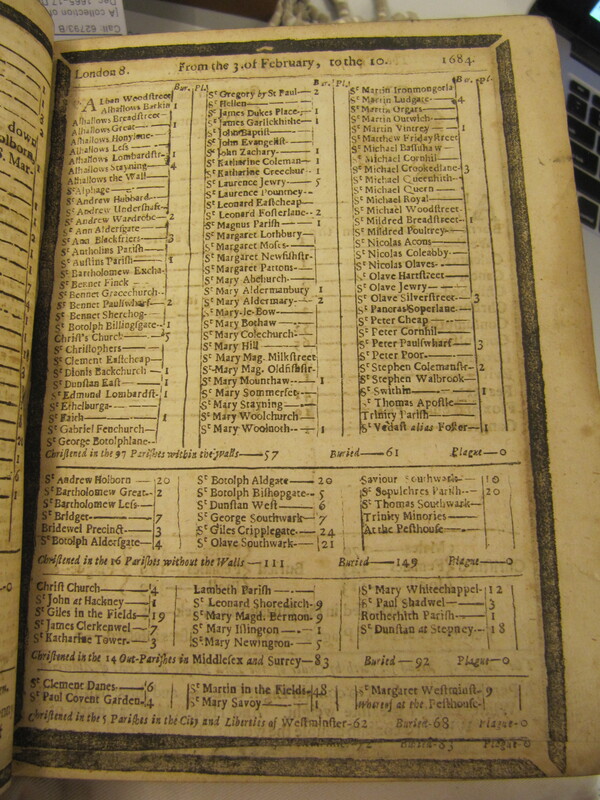 London 8. From the 3. of February, to the 10. 1684.
Bur. Pl.
ALban Woodstreet
Alhallows Barkin 1
Alhallows Breadstreet
Alhallows Great 1
Alhallows Honylane
Alhallows Less
Alhallows Lombardstr. 1
Alhallows Stayning 4
Alhallows the Wall
St Alphage
St Andrew Hubbard
St Andrew Undershaft
St Andrew Wardrobe 2
St Ann Aldersgate
St Ann Blackfriers 3
St Antholins Parish
St Austins Parish 1
St Bartholomew Excha.
St Bennet Finck
St Bennet Gracechurch
St Bennet Paulswharf 2
St Bennet Sherehog
St Botolph Billingsgate 1
Christ's Church 5
St Christophers
St Clement Eastcheap
St Dionis Backchurch 1
St Dunstan East 1
St Edmund Lombardst. 1
St Ethelburga
St Faith 1
St Gabriel Fenchurch
St George Botolphlane
Bur. Pl.
St Gregory by St Paul 2
St Hellen
St James Dukes Place 1
St James Garlickhithe 1
St John Baptist
St John Evangelist
St John Zachary 1
St Katharine Coleman 1
St Katharine Creechur. 1
St Laurence Jewry 5
St Laurence Pountney
St Leonard Eastcheap
St Leonard Fosterlane 2
St Magnus Parish 1
St Margaret Lothbury
St Margaret Moses
St Margaret Newfishstr.
St Margaret Pattons
St Mary Abchurch
St Mary Aldermanbury 1
St Mary Aldermary 2
St Mary-le-Bow
St Mary Bothaw
St Mary Colechurch
St Mary Hill
St Mary Mag. Milkstreet
St Mary Mag. Oldfishstr.
St Mary Mounthaw 1
St Mary Sommerset
St Mary Stayning
St Mary Woolchurch
St Mary Woolnoth 1
Bur. Pl.
St Martin Ironmongerla
St Martin Ludgate 4
St Martin Orgars
St Martin Outwich
St Martin Vintrey 1
St Matthew Fridaystreet
St Michael Bassishaw
St Michael Cornhil
St Michael Crookedlane 3
St Michael Queenhith
St Michael Quern
St Michael Royal
St Michael Woodstreet
St Mildred Breadstreet 1
St Mildred Poultrey
St Nicolas Acons
St Nicolas Coleabby
St Nicolas Olaves
St Olave Hartstreet
St Olave Jewry
St Olave Silverstreet 3
St Pancras Soperlane
St Peter Cheap
St Peter Cornhil
St Peter Paulswharf 3
St Peter Poor
St Stephen Colemanstr. 2
St Stephen Walbrook
St Swithin 1
St Thomas Apostle
Trinity Parish
St Vedast alias Foster 1
Christened in the 97 Parishes within the Walls 57 Buried 61 Plague 0
St Andrew Holborn 20
St Bartholomew Great 2
St Bartholomew Less
St Bridget 7
Bridewel Precinct 3
St Botolph Aldersgate 4
St Botolph Aldgate 20
St Botolph Bishopgate 5
St Dunstan West 6
St George Southwark 7
St Giles Cripplegate 24
St Olave Southwark 21
Saviour Southwark 10
St Sepulchres Parish 20
St Thomas Southwark
Trinity Minories
At the Pesthouse
Christened in the 16 Parishes without the Walls 111 Buried 149 Plague 0
Christ Church 4
St John at Hackney 1
St Giles in the Fields 19
St James Clerkenwel 7
St Katharine Tower 3
Lambeth Parish
St Leonard Shoreditch 9
St Mary Magd. Bermon. 9
St Mary Islington 1
St Mary Newington 5
St Mary Whitechappel 12
St Paul Shadwel 3
Rotherhith Parish 1
St Dunstan at Stepney 18
Christened in the 14 Out-Parishes in Middlesex and Surrey 83 Buried 92 Plague 0
St Clement Danes 6
St Paul Covent Garden 4
St Martin in the Fields 48
St Mary Savoy 1
St Margaret Westminst. 9
whereof at the Pesthouse
Christened in the 5 Parishes in the City and Liberties of Westminster 62 Buried 68 Plague 0